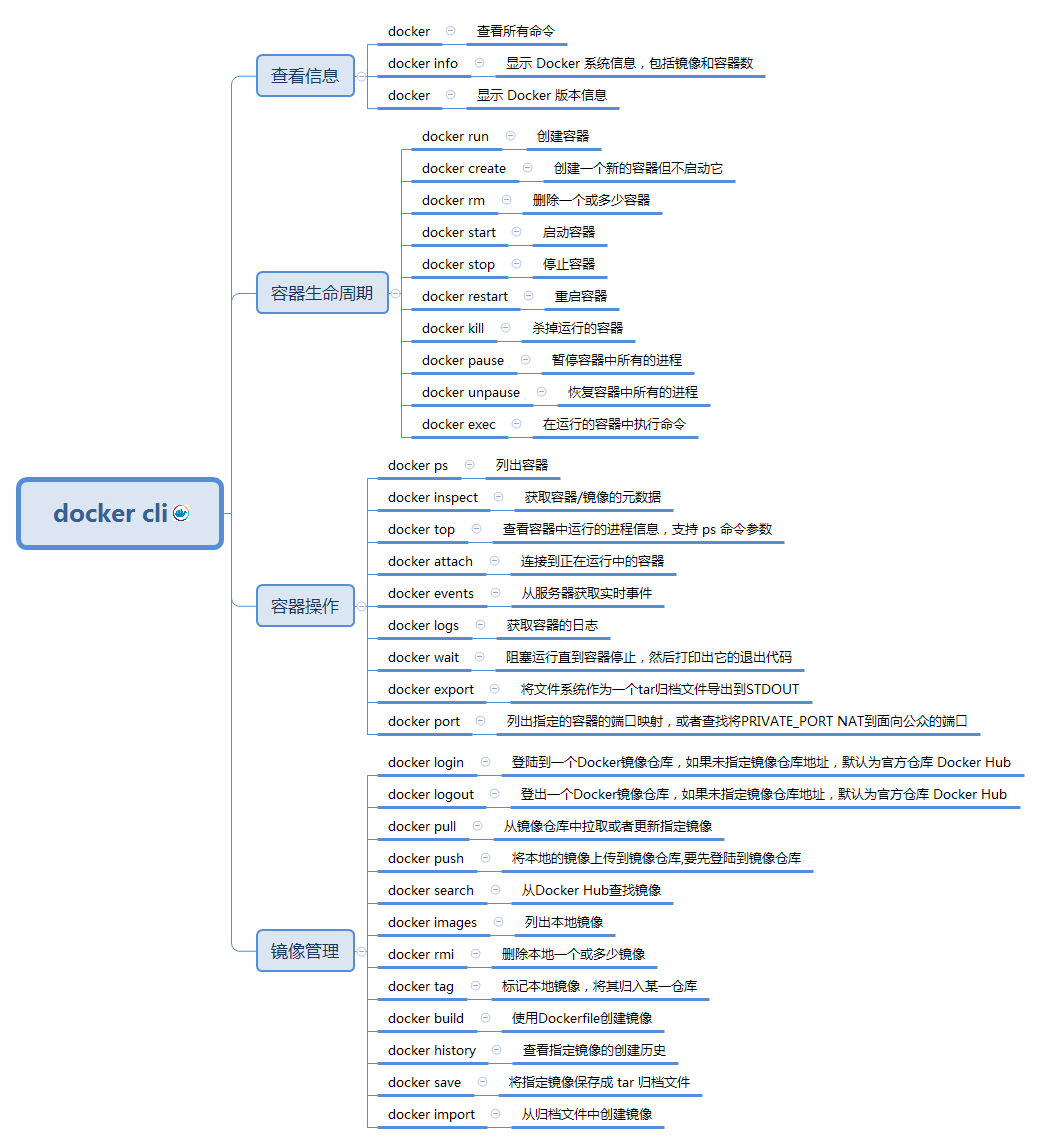 docker cli
查看信息
docker 查看所有命令
docker info 显示 Docker 系统信息，包括镜像和容器数
docker 显示 Docker 版本信息
容器生命周期
docker run 创建容器
docker create 创建一个新的容器但不启动它
docker rm 删除一个或多少容器
docker start 启动容器
docker stop 停止容器
docker restart 重启容器
docker kill 杀掉运行的容器
docker pause 暂停容器中所有的进程
docker unpause 恢复容器中所有的进程
docker exec 在运行的容器中执行命令
容器操作
docker ps 列出容器
docker inspect 获取容器/镜像的元数据
docker top 查看容器中运行的进程信息，支持 ps 命令参数
docker attach 连接到正在运行中的容器
docker events 从服务器获取实时事件
docker logs 获取容器的日志
docker wait 阻塞运行直到容器停止，然后打印出它的退出代码
docker export 将文件系统作为一个tar归档文件导出到STDOUT
docker port 列出指定的容器的端口映射，或者查找将PRIVATE_PORT NAT到面向公众的端口
镜像管理
docker login 登陆到一个Docker镜像仓库，如果未指定镜像仓库地址，默认为官方仓库 Docker Hub
docker logout 登出一个Docker镜像仓库，如果未指定镜像仓库地址，默认为官方仓库 Docker Hub
docker pull 从镜像仓库中拉取或者更新指定镜像
docker push 将本地的镜像上传到镜像仓库,要先登陆到镜像仓库
docker search 从Docker Hub查找镜像
docker images 列出本地镜像
docker rmi 删除本地一个或多少镜像
docker tag 标记本地镜像，将其归入某一仓库
docker build 使用Dockerfile创建镜像
docker history 查看指定镜像的创建历史
docker save 将指定镜像保存成 tar 归档文件
docker import 从归档文件中创建镜像